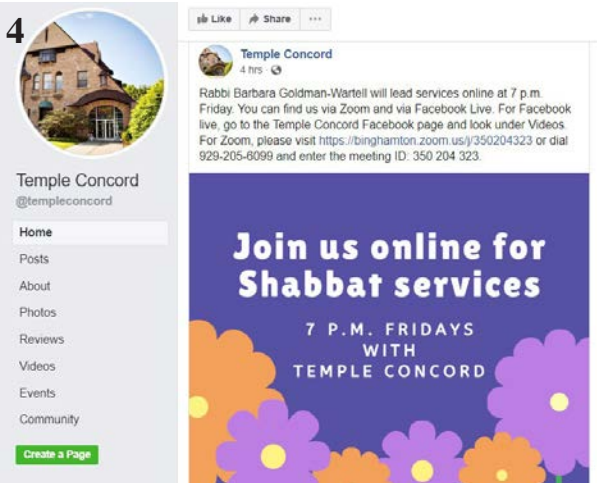 4
Temple Concord
@templeconcord
Home
Posts
About
Photos
Reviews
Videos
Events
Community
Create a Page
Like Share ...
Temple Concord
4 hrs ·
Rabbi Barbara Goldman-Wartell will lead services online at 7 p.m.
Friday. You can find us via Zoom and via Facebook Live. For Facebook
live, go to the Temple Concord Facebook page and look under Videos.
For Zoom, please visit https://binghamton.zoom.us/j/350204323 or dial
929-205-6099 and enter the meeting ID: 350 204 323.
Join us online for
Shabbat services
7 P.M. FRIDAYS
WITH
TEMPLE CONCORD